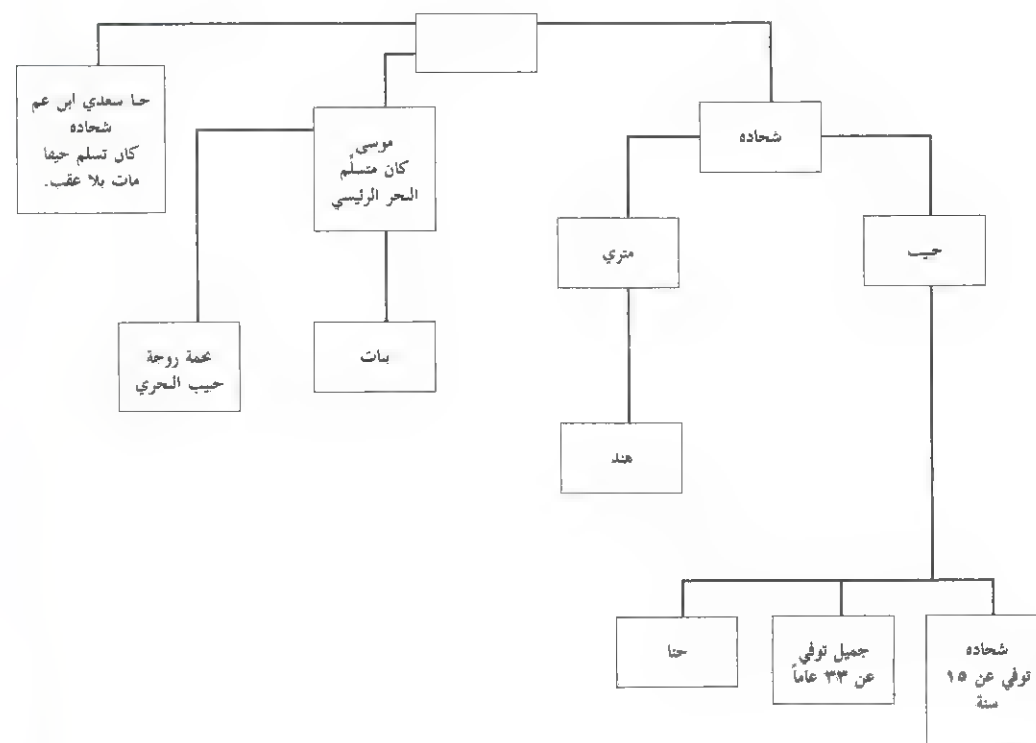 حنا سعدي ابن عم
شحاده
كان تسلم حيفا
مات بلا عقب.
موسى
كان متسلّم
البحر الرئيسي
شحاده
متري
حبيب
نجمة زوجة
حبيب البحري
بنات
هند
حنا
جميل توفي
عن ٣٣ عاماً
شحاده
توفي عن ١٥
سنة